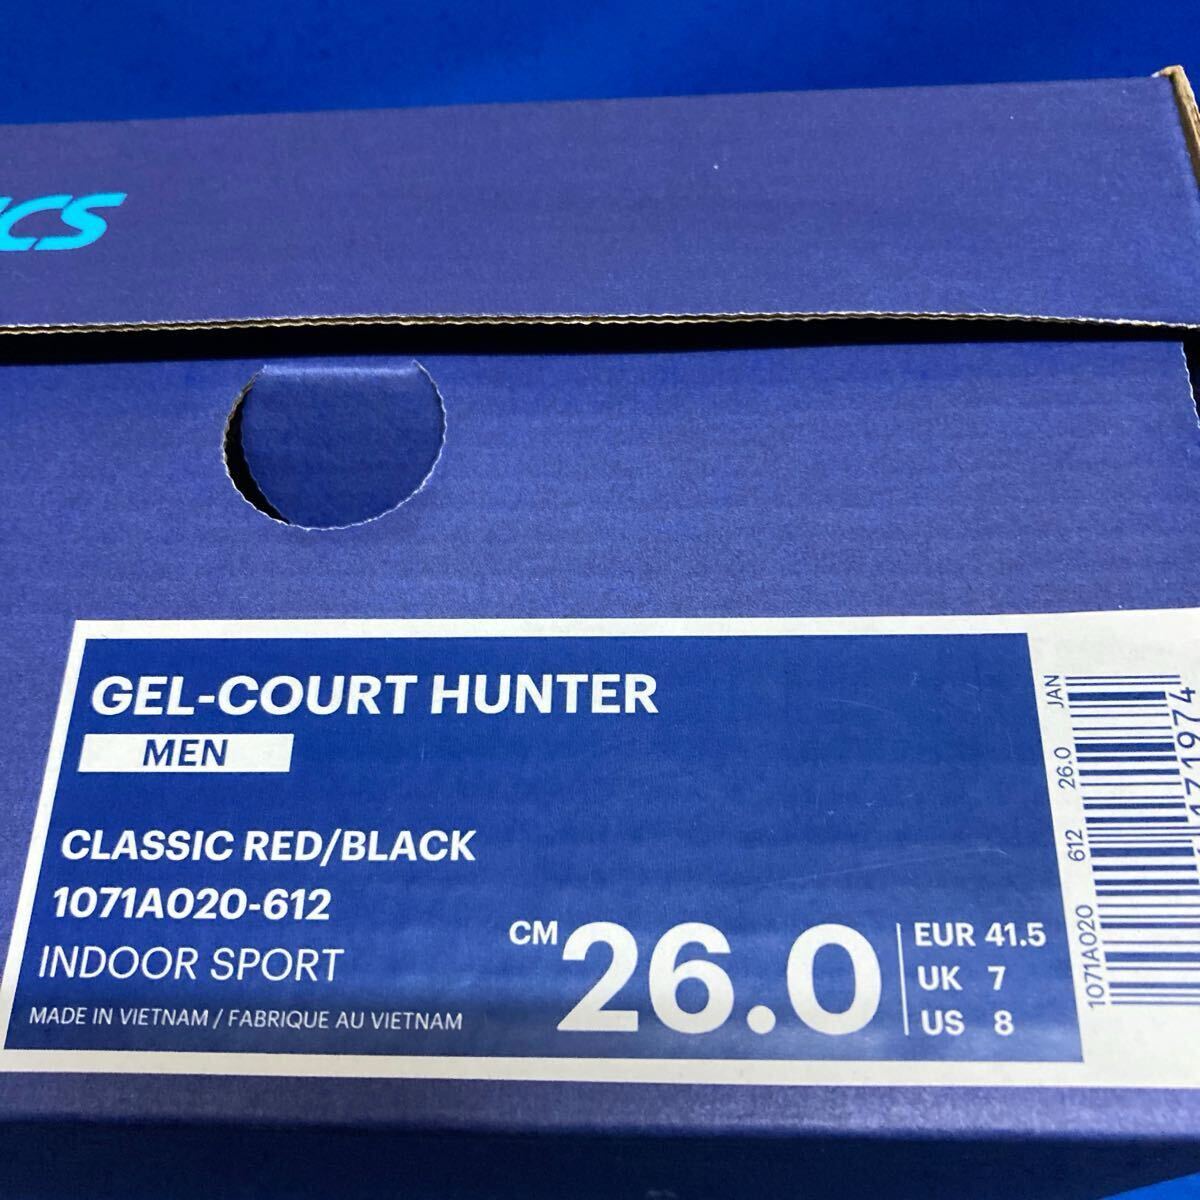 ICS
GEL-COURT HUNTER
MEN
CLASSIC RED/BLACK
1071A020-612
INDOOR SPORT
MADE IN VIETNAM / FABRIQUE AU VIETNAM
CM 26.0
EUR 41.5
UK 7
US 8
1071A020 612 26.0 JAN
471974